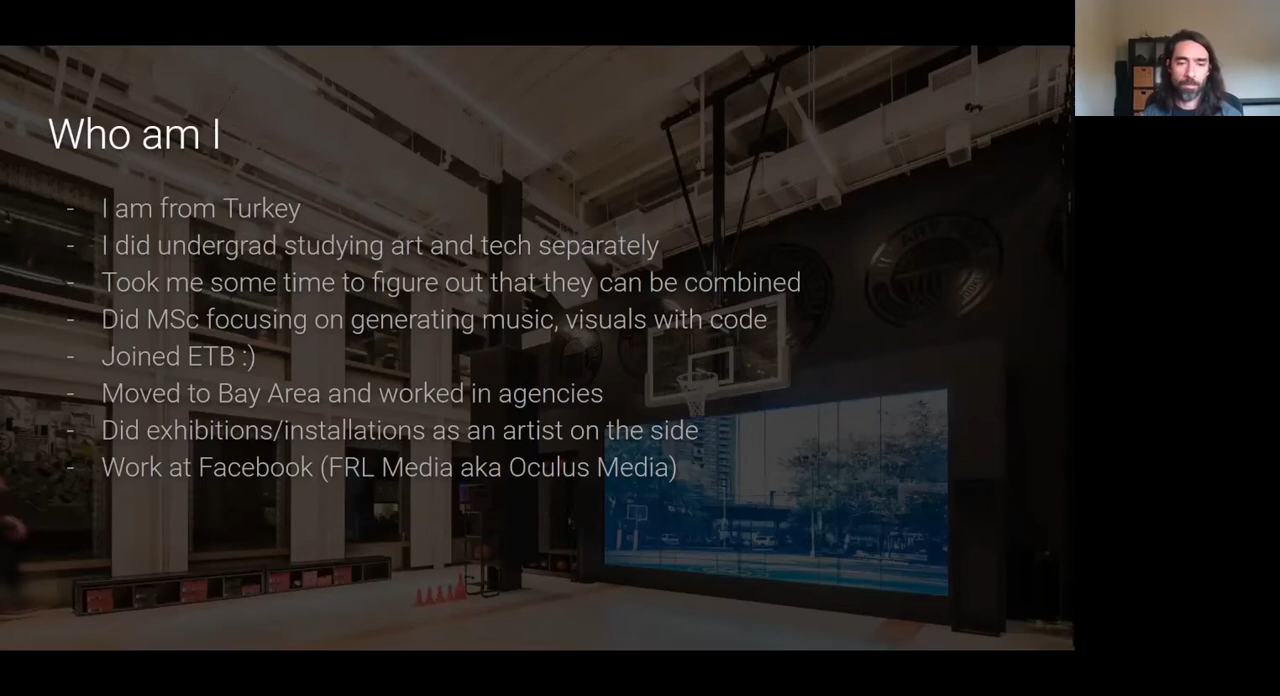 Who am I
- I am from Turkey
- I did undergrad studying art and tech separately
- Took me some time to figure out that they can be combined
- Did MSc focusing on generating music, visuals with code
- Joined ETB :)
- Moved to Bay Area and worked in agencies
- Did exhibitions/installations as an artist on the side
- Work at Facebook (FRL Media aka Oculus Media)